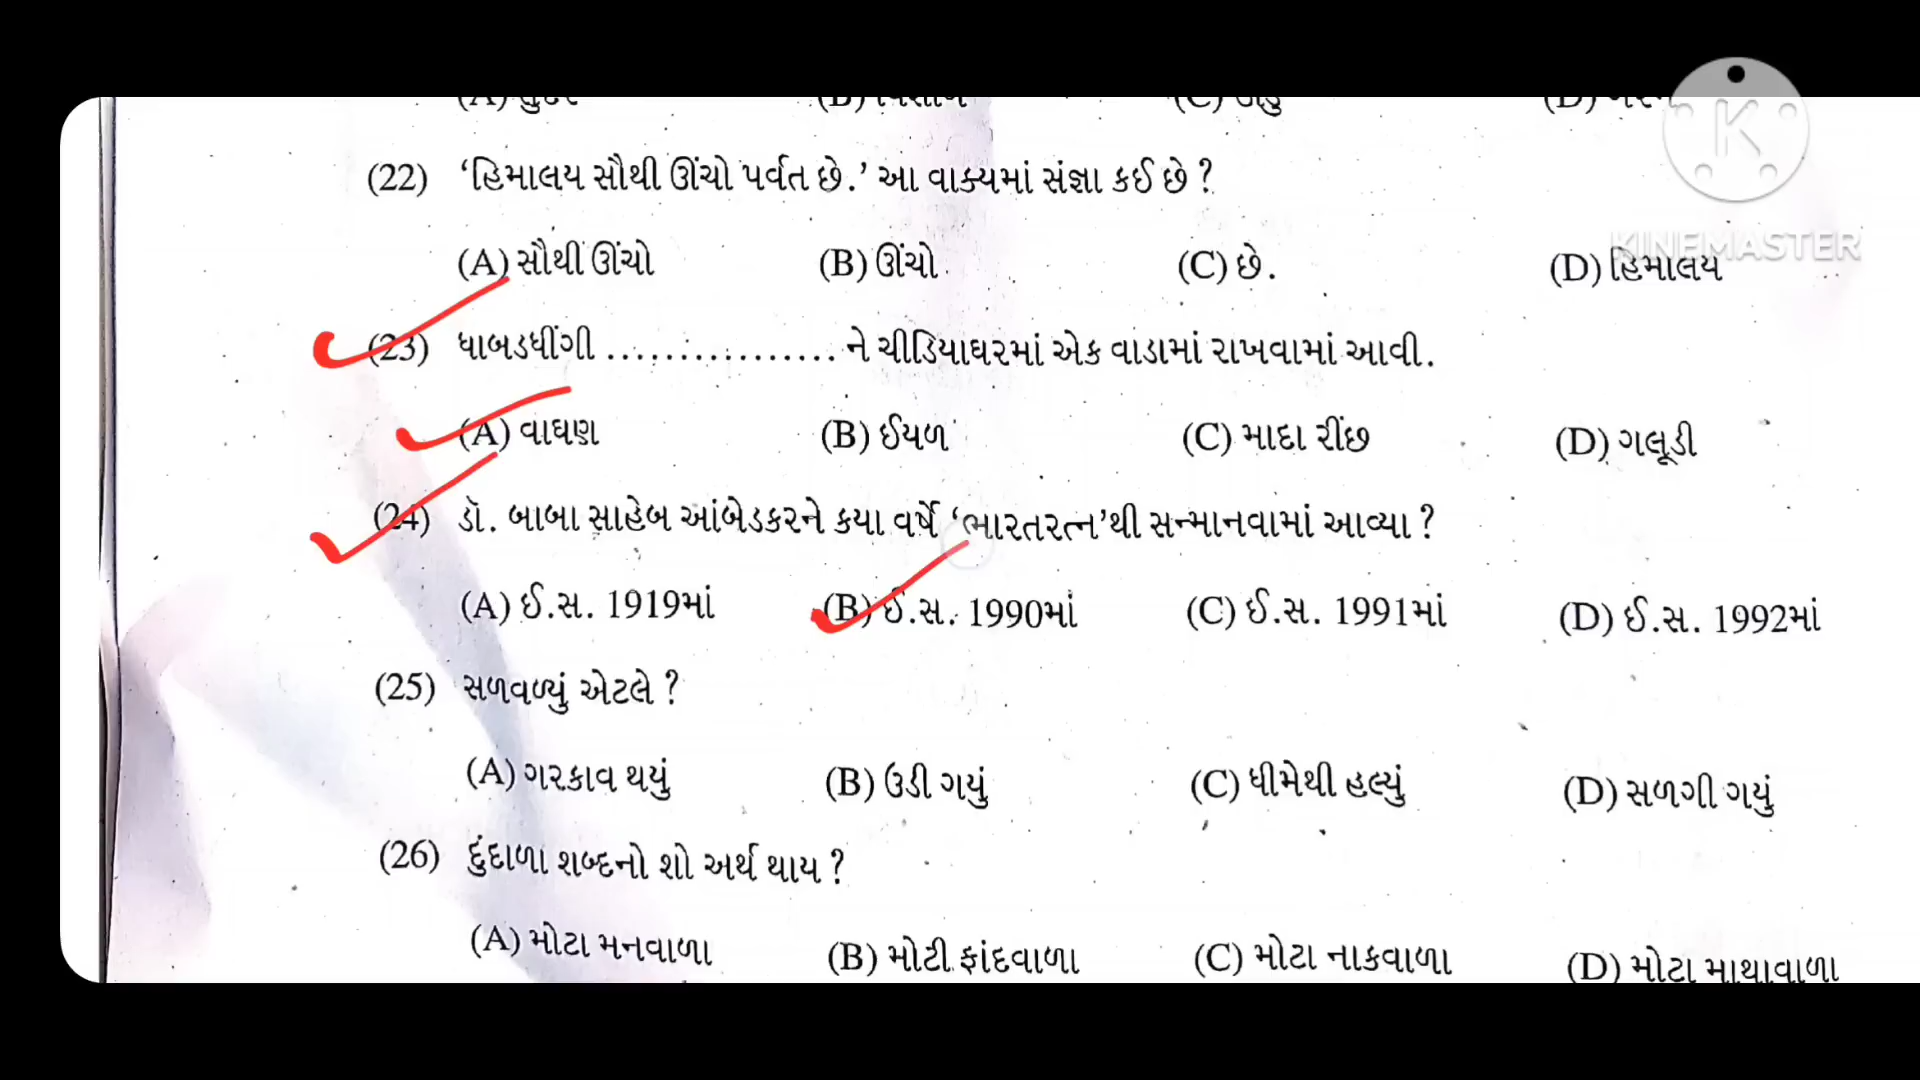 (22) ‘હિમાલય સૌથી ઊંચો પર્વત છે.’ આ વાક્યમાં સંજ્ઞા કઈ છે ?
(A) સૌથી ઊંચો (B) ઊંચો (C) છે. (D) હિમાલય
KINEMASTER
(23) ધાબડધીંગી ................ ને ચીડિયાઘરમાં એક વાડામાં રાખવામાં આવી.
(A) વાઘણ (B) ઈયળ (C) માદા રીંછ (D) ગલૂડી
(24) ડૉ. બાબા સાહેબ આંબેડકરને કયા વર્ષે ‘ભારતરત્ન’થી સન્માનવામાં આવ્યા ?
(A) ઈ.સ. 1919માં (B) ઈ.સ. 1990માં (C) ઈ.સ. 1991માં (D) ઈ.સ. 1992માં
(25) સળવળ્યું એટલે ?
(A) ગરકાવ થયું (B) ઉડી ગયું (C) ધીમેથી હલ્યું (D) સળગી ગયું
(26) દુંદાળા શબ્દનો શો અર્થ થાય ?
(A) મોટા મનવાળા (B) મોટી ફાંદવાળા (C) મોટા નાકવાળા (D) મોટા માથાવાળા